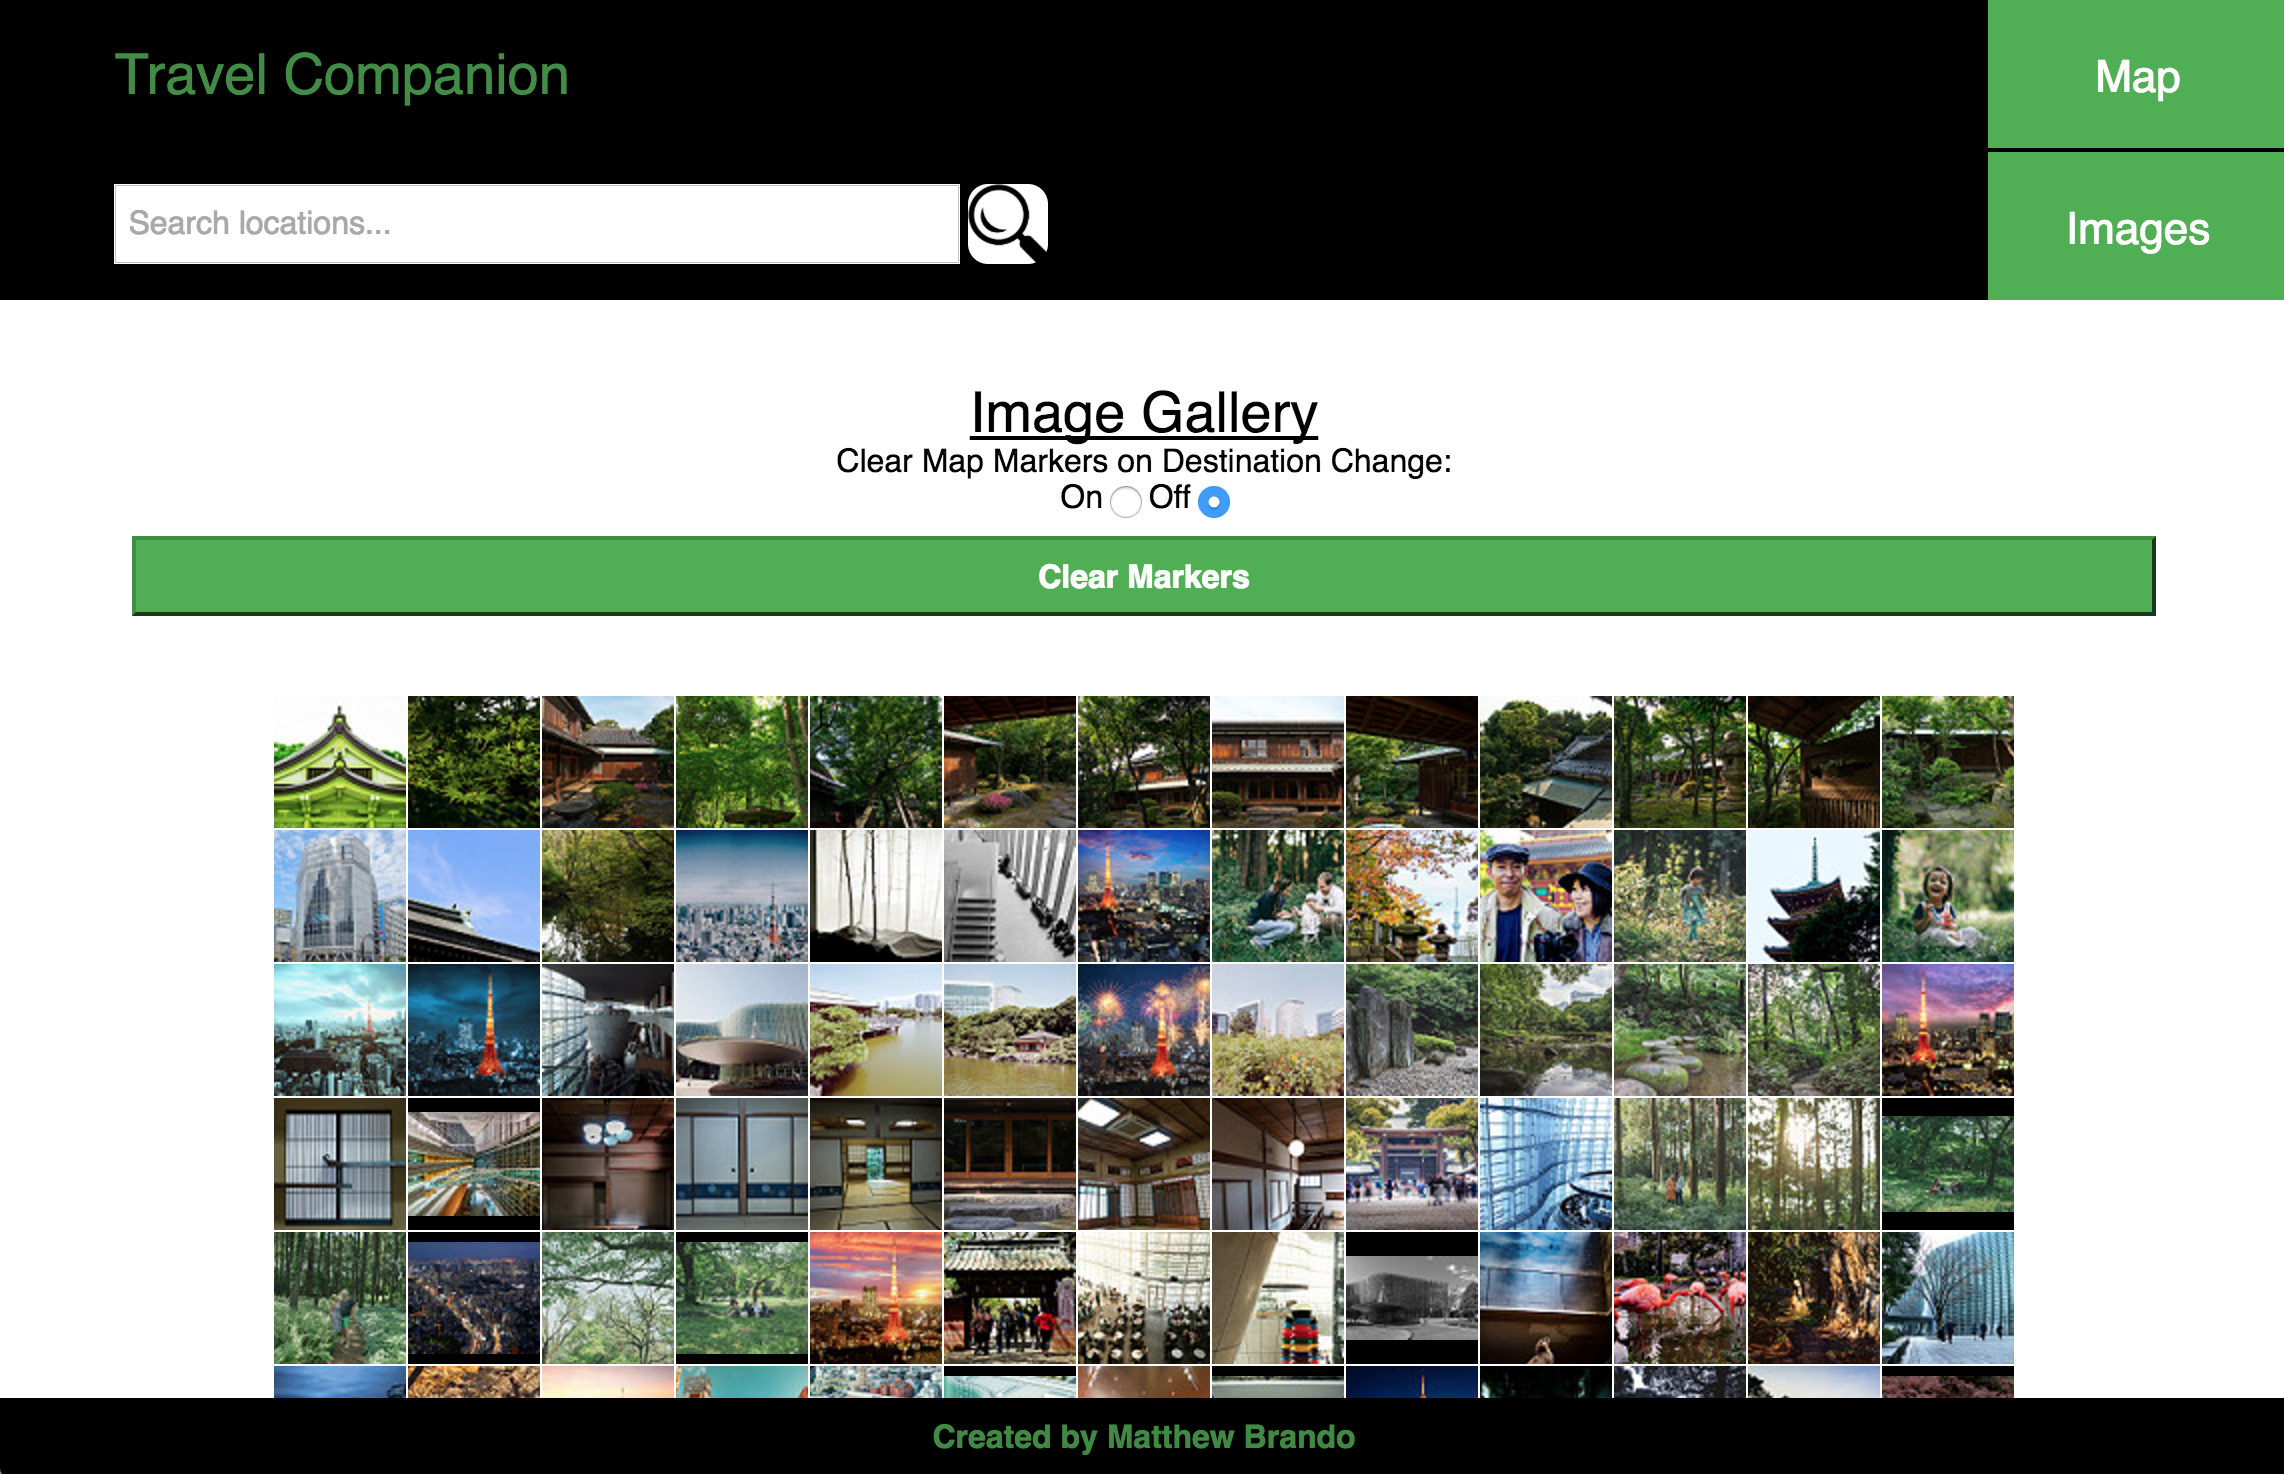 Travel Companion
Map
Search locations...
Images
Image Gallery
Clear Map Markers on Destination Change:
On Off
Clear Markers
Created by Matthew Brando